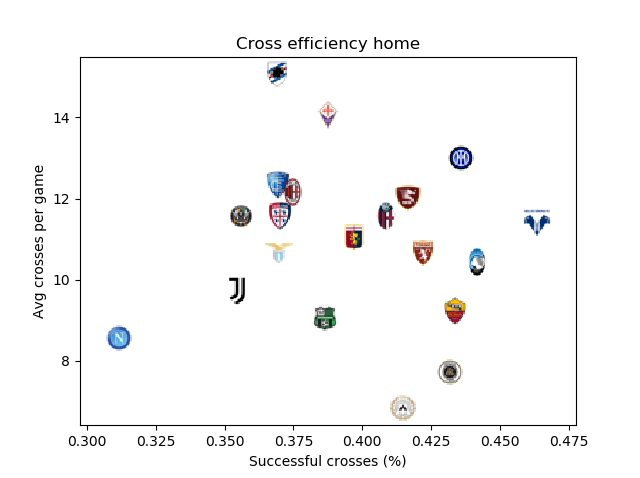 Cross efficiency home
Avg crosses per game
14
12
10
8
0.300 0.325 0.350 0.375 0.400 0.425 0.450 0.475
Successful crosses (%)